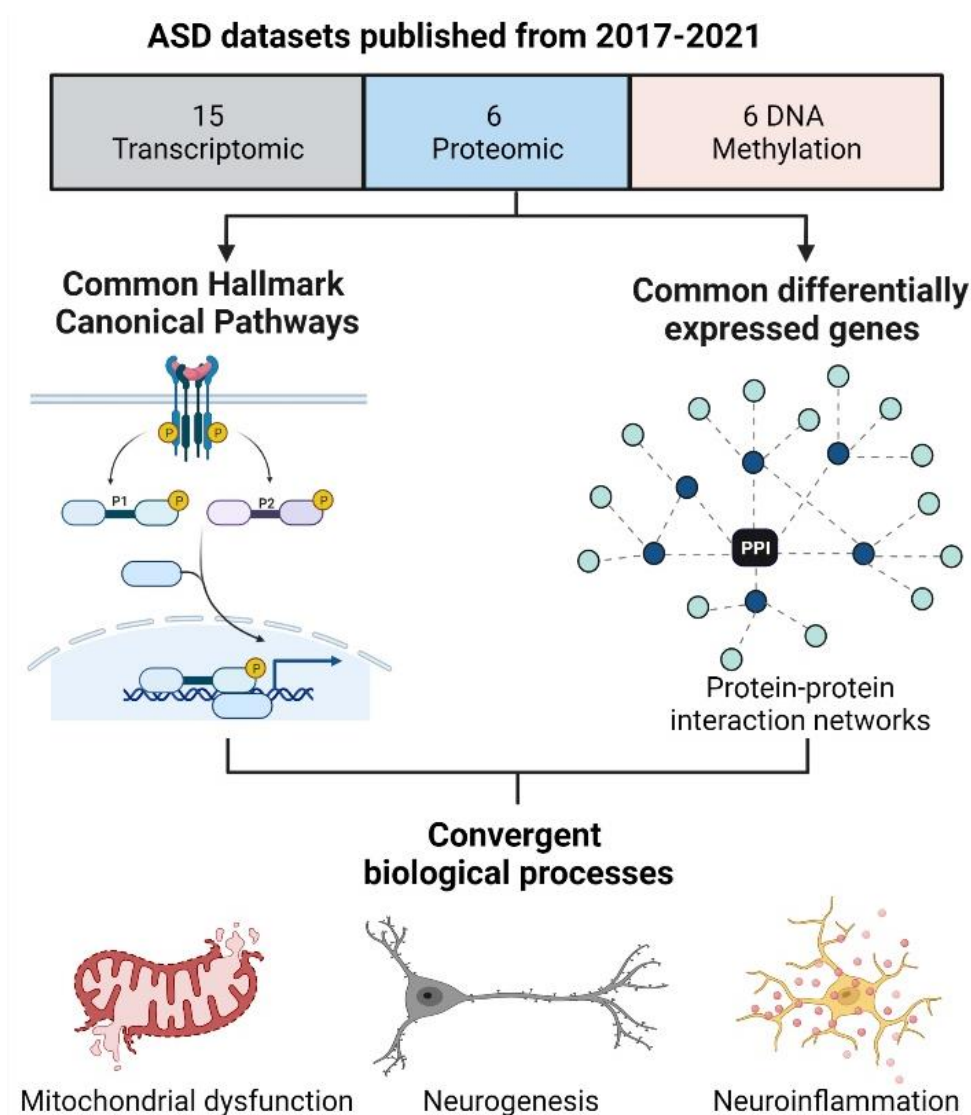 ASD datasets published from 2017-2021
15
Transcriptomic
6
Proteomic
6 DNA
Methylation
Common Hallmark
Canonical Pathways
P
P
P1
P
P2
P
P
Common differentially
expressed genes
PPI
Protein-protein
interaction networks
Convergent
biological processes
Mitochondrial dysfunction
Neurogenesis
Neuroinflammation